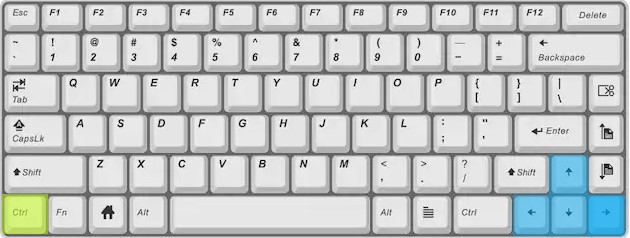 Esc F1 F2 F3 F4 F5 F6 F7 F8 F9 F10 F11 F12 Delete
~ ! @ # $ % ^ & * ( ) — +
` 1 2 3 4 5 6 7 8 9 0 - = ← Backspace
Tab Q W E R T Y U I O P { } |
[ ] \
CapsLk A S D F G H J K L : " ← Enter
; '
Shift Z X C V B N M < > ? Shift ↑
, . /
Ctrl Fn Alt Alt Ctrl ← ↓ →